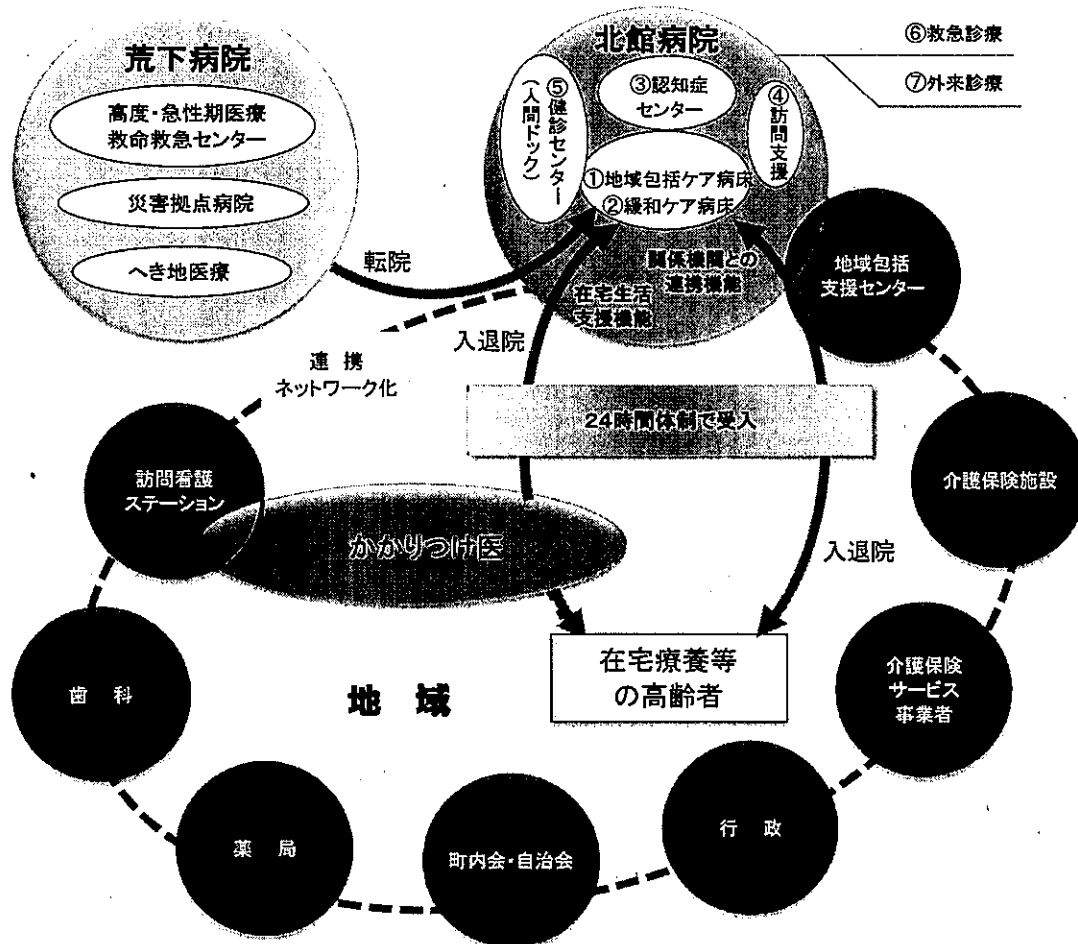 荒下病院
高度・急性期医療
救命救急センター
災害拠点病院
へき地医療
北館病院
⑤健診センター
(人間ドック)
③認知症
センター
④訪問支援
①地域包括ケア病床
②緩和ケア病床
関係機関との
連携機能
在宅生活
支援機能
⑥救急診療
⑦外来診療
転院
入退院
連携
ネットワーク化
24時間体制で受入
地域包括
支援センター
介護保険施設
訪問看護
ステーション
かかりつけ医
入退院
在宅療養等
の高齢者
介護保険
サービス
事業者
歯科
地域
薬局
町内会・自治会
行政